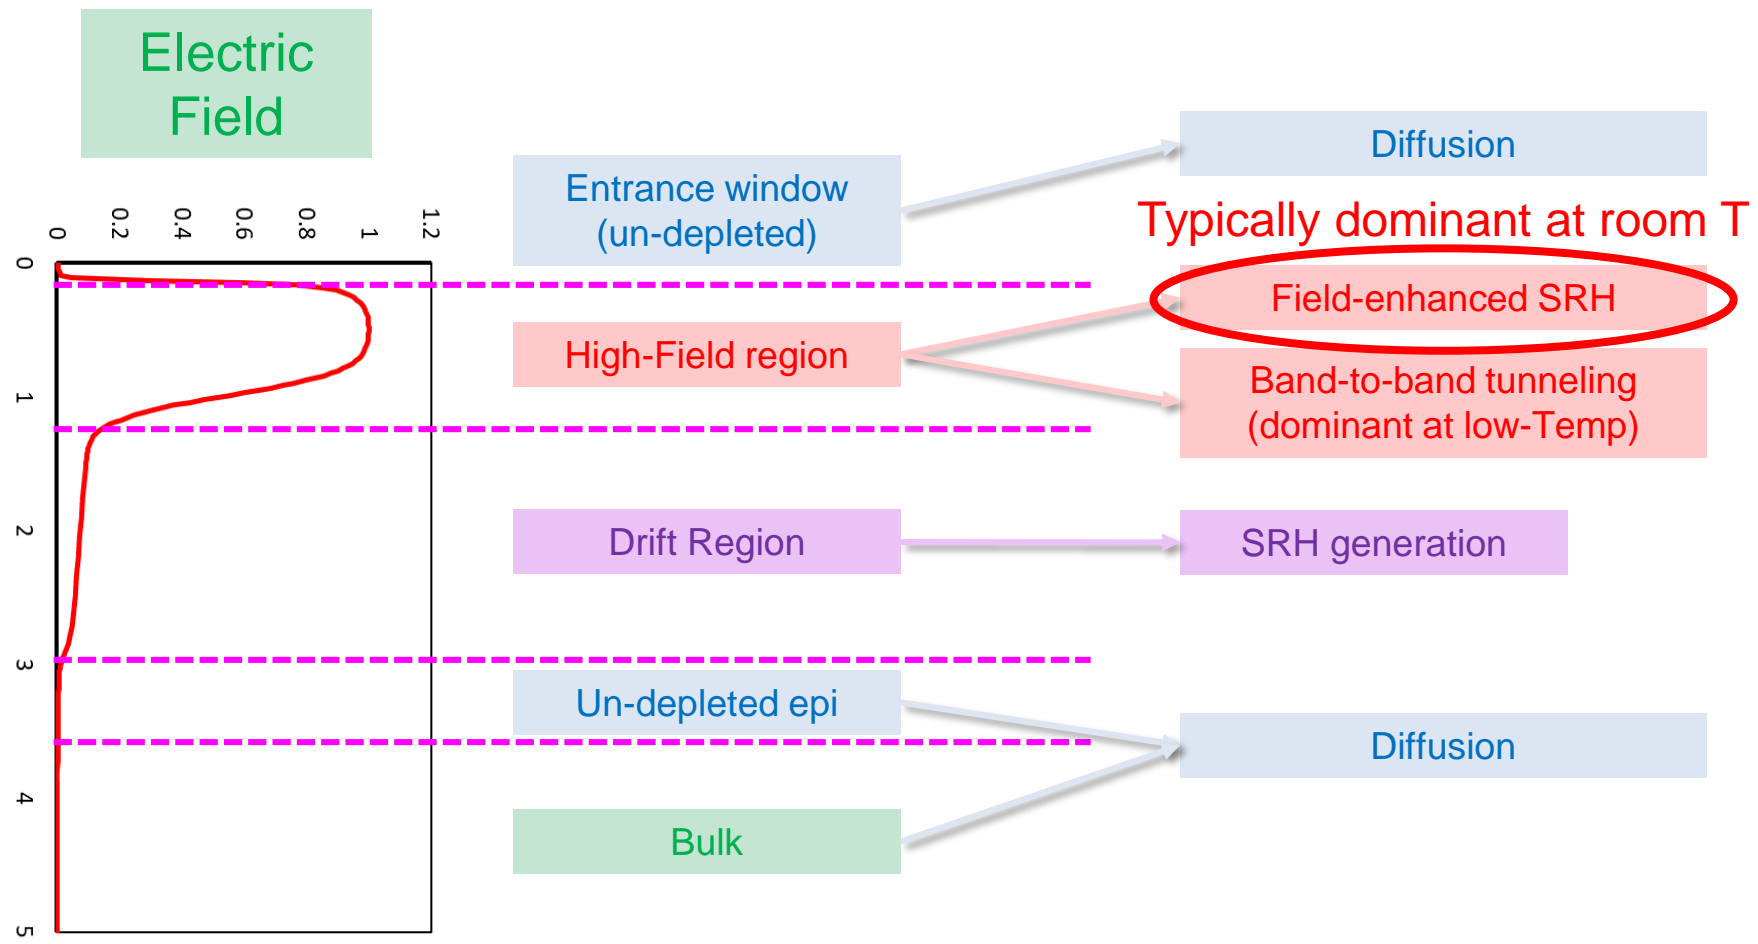 Electric
Field
0
0.2
0.4
0.6
0.8
1
1.2
0
1
2
3
4
5
Entrance window
(un-depleted)
Diffusion
Typically dominant at room T
High-Field region
Field-enhanced SRH
Band-to-band tunneling
(dominant at low-Temp)
Drift Region
SRH generation
Un-depleted epi
Diffusion
Bulk